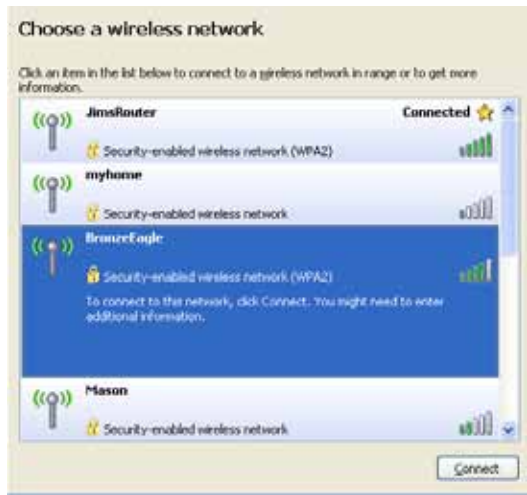 Choose a wireless network
Click an item in the list below to connect to a wireless network in range or to get more
information.
JimsRouter Connected
Security-enabled wireless network (WPA2)
myhome
Security-enabled wireless network
BronzeEagle
Security-enabled wireless network (WPA2)
To connect to this network, click Connect. You might need to enter
additional information.
Mason
Security-enabled wireless network
Connect